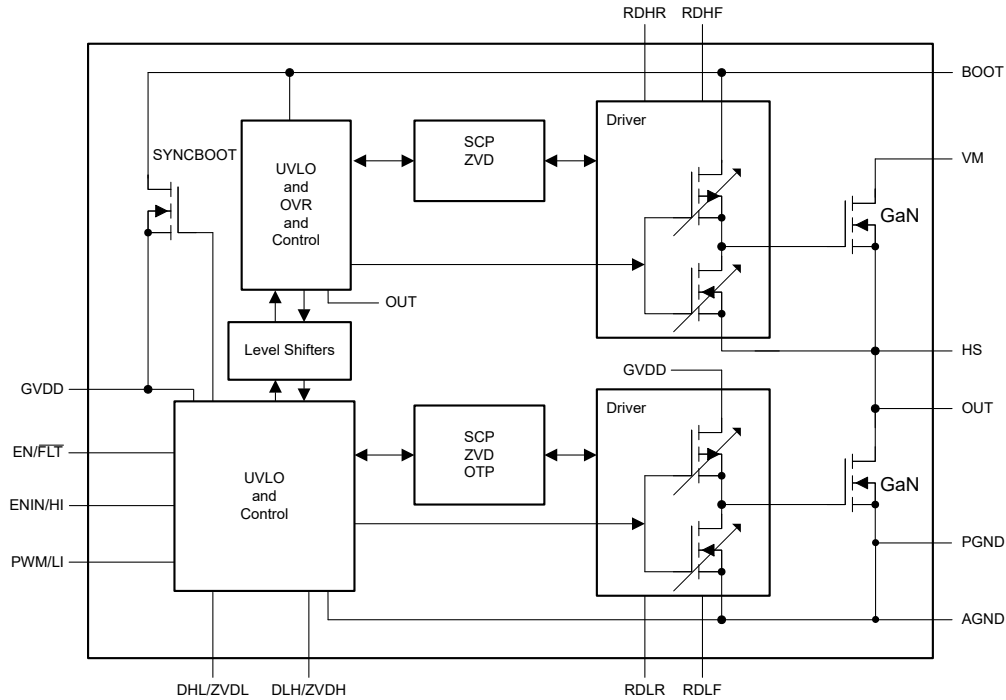 RDHR RDHF
BOOT
Driver
SCP
ZVD
SYNCBOOT
UVLO
and
OVR
and
Control
VM
GaN
OUT
Level Shifters
HS
GVDD
GVDD
OUT
Driver
SCP
ZVD
OTP
EN/FLT
UVLO
and
Control
GaN
ENIN/HI
PGND
PWM/LI
AGND
DHL/ZVDL DLH/ZVDH
RDLR RDLF